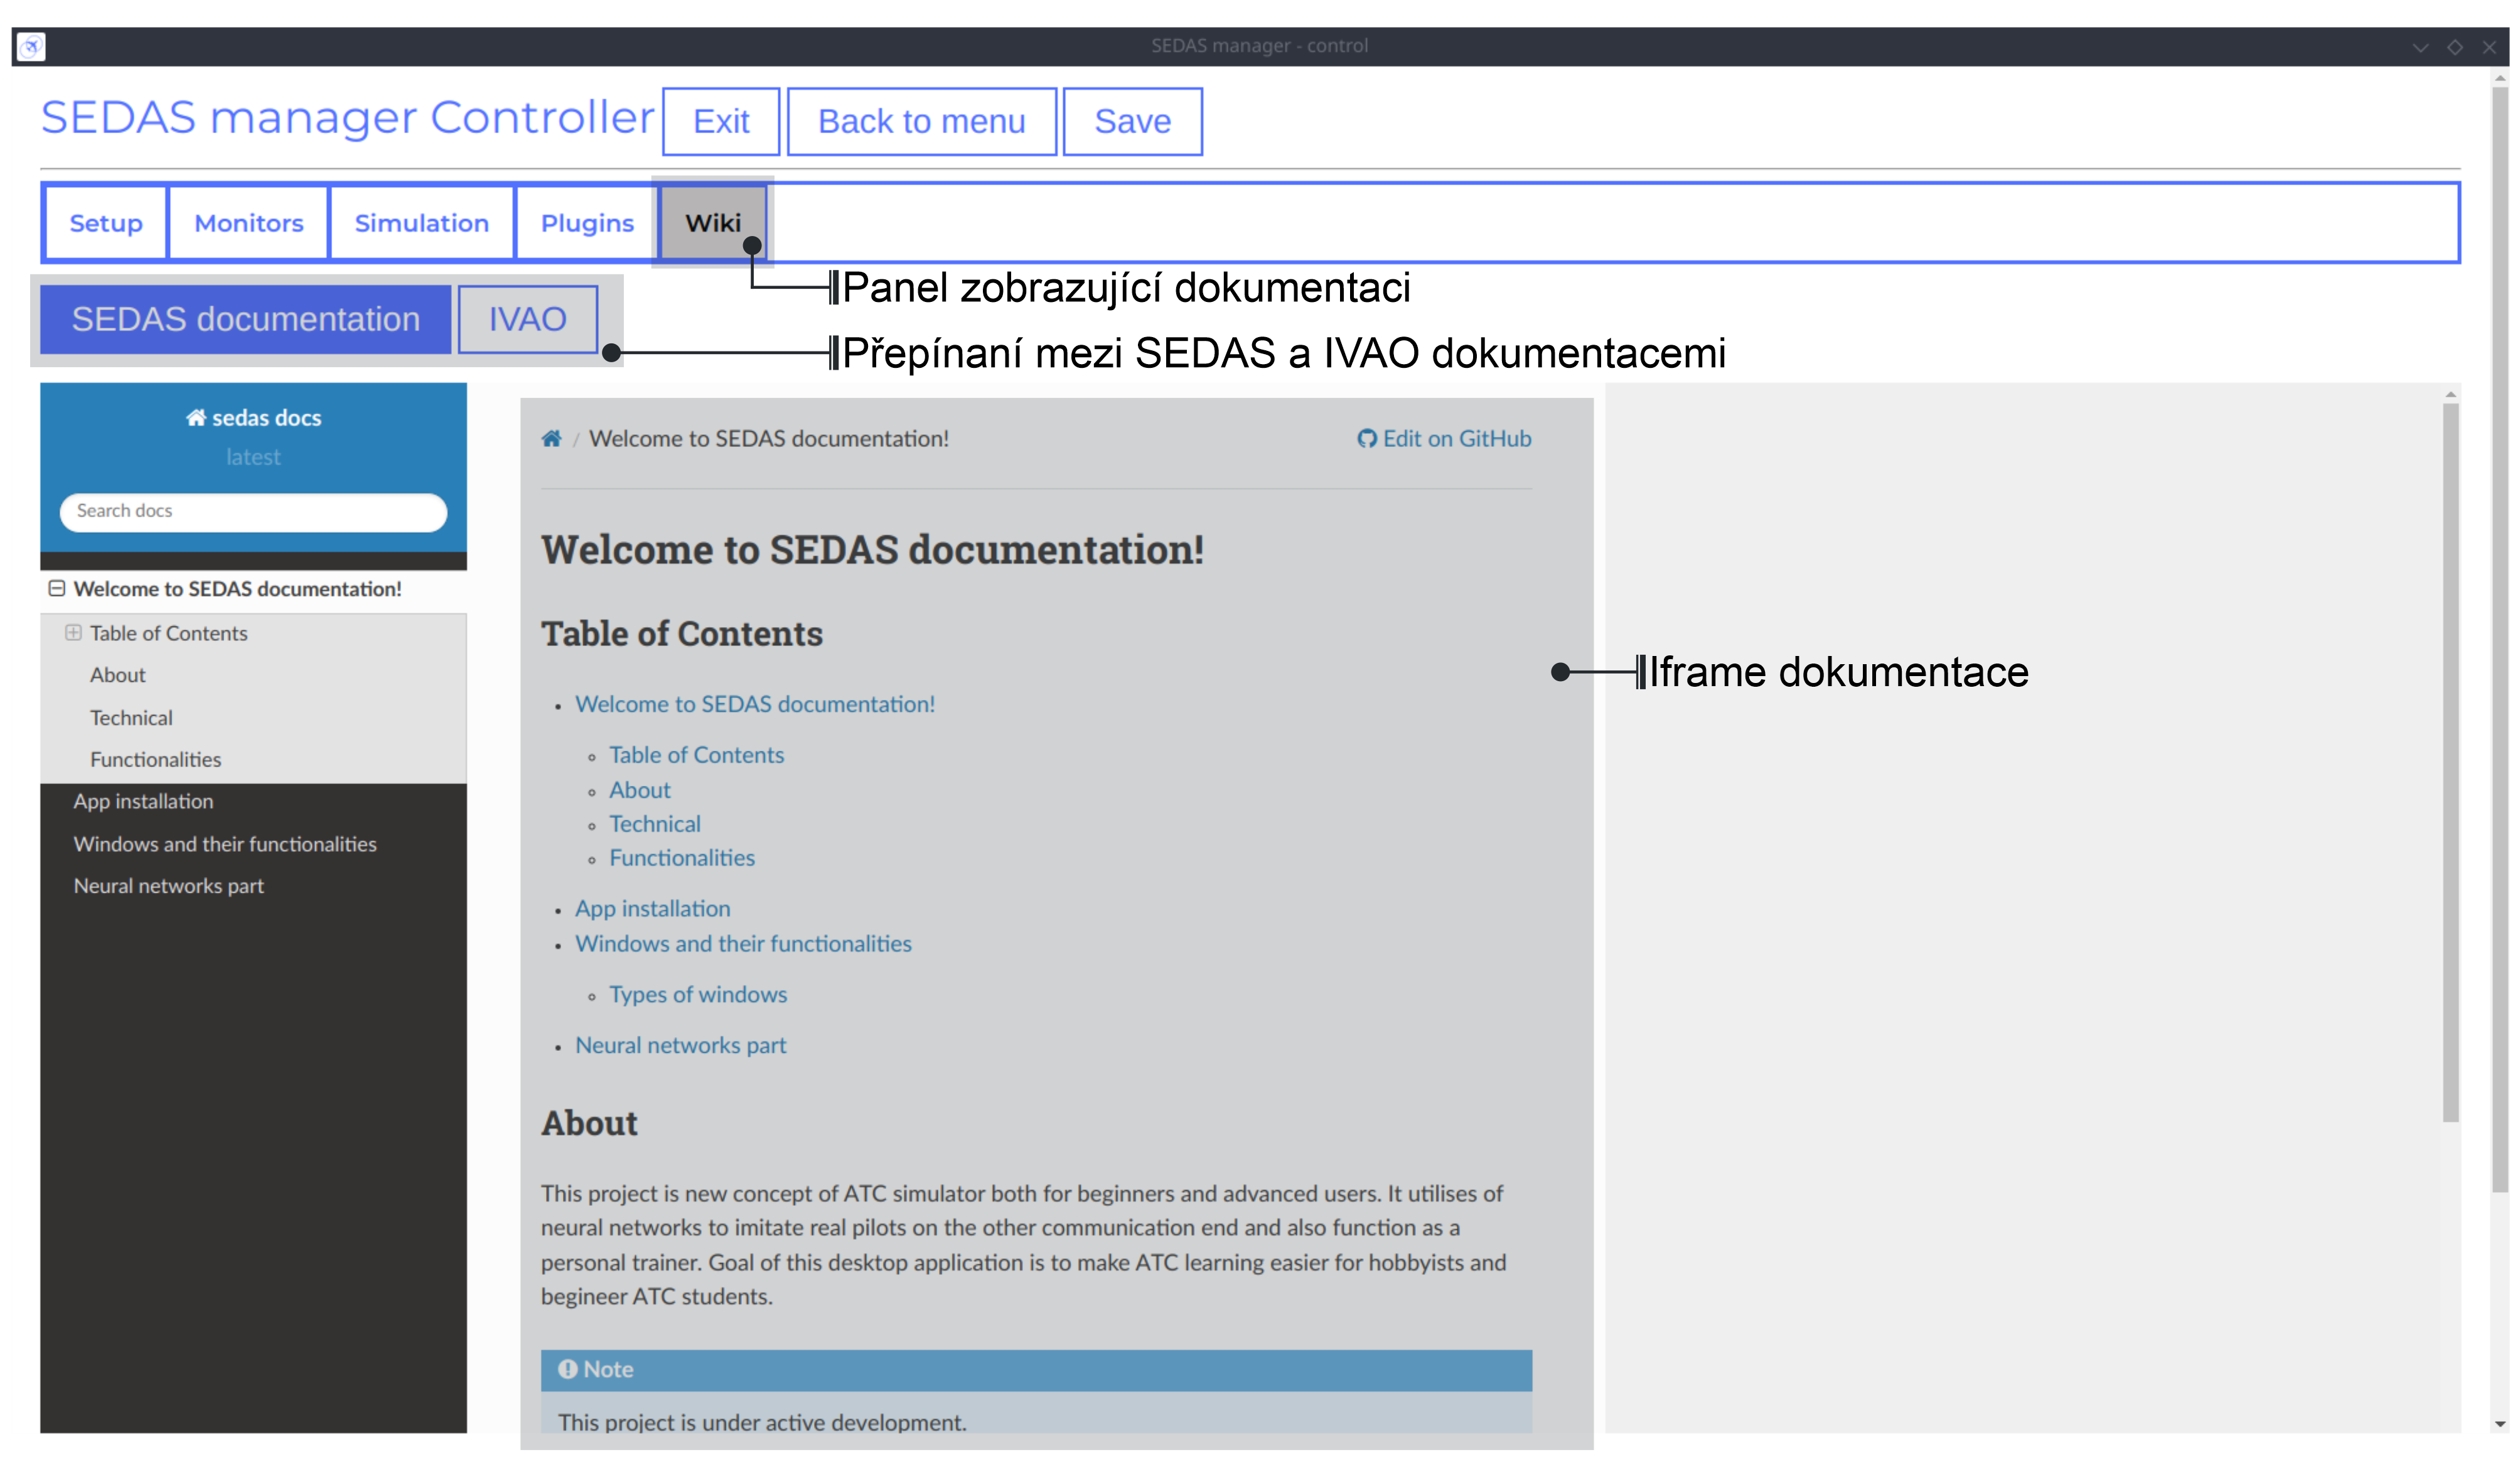 SEDAS manager - control
SEDAS manager Controller Exit Back to menu Save
Setup Monitors Simulation Plugins Wiki
Panel zobrazující dokumentaci
SEDAS documentation IVAO
Přepínaní mezi SEDAS a IVAO dokumentacemi
sedas docs
latest
Search docs
Welcome to SEDAS documentation!
Table of Contents
About
Technical
Functionalities
App installation
Windows and their functionalities
Neural networks part
/ Welcome to SEDAS documentation! Edit on GitHub
Welcome to SEDAS documentation!
Table of Contents
• Welcome to SEDAS documentation!
◦ Table of Contents
◦ About
◦ Technical
◦ Functionalities
• App installation
• Windows and their functionalities
◦ Types of windows
• Neural networks part
Iframe dokumentace
About
This project is new concept of ATC simulator both for beginners and advanced users. It utilises of
neural networks to imitate real pilots on the other communication end and also function as a
personal trainer. Goal of this desktop application is to make ATC learning easier for hobbyists and
begineer ATC students.
Note
This project is under active development.